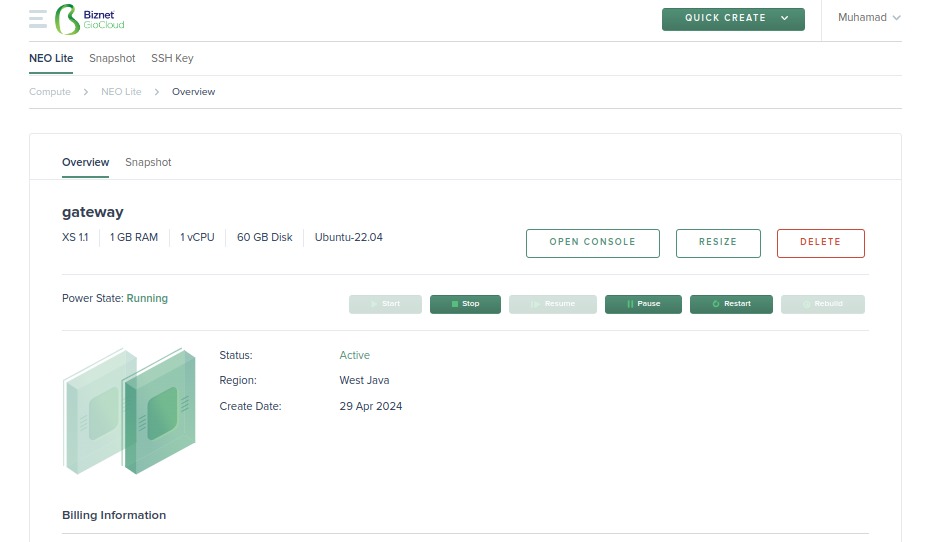 Biznet
GioCloud
QUICK CREATE
Muhamad
NEO Lite Snapshot SSH Key
Compute > NEO Lite > Overview
Overview Snapshot
gateway
XS 1.1 1 GB RAM 1 vCPU 60 GB Disk Ubuntu-22.04
OPEN CONSOLE RESIZE DELETE
Power State: Running
Start Stop Resume Pause Restart Rebuild
Status: Active
Region: West Java
Create Date: 29 Apr 2024
Billing Information